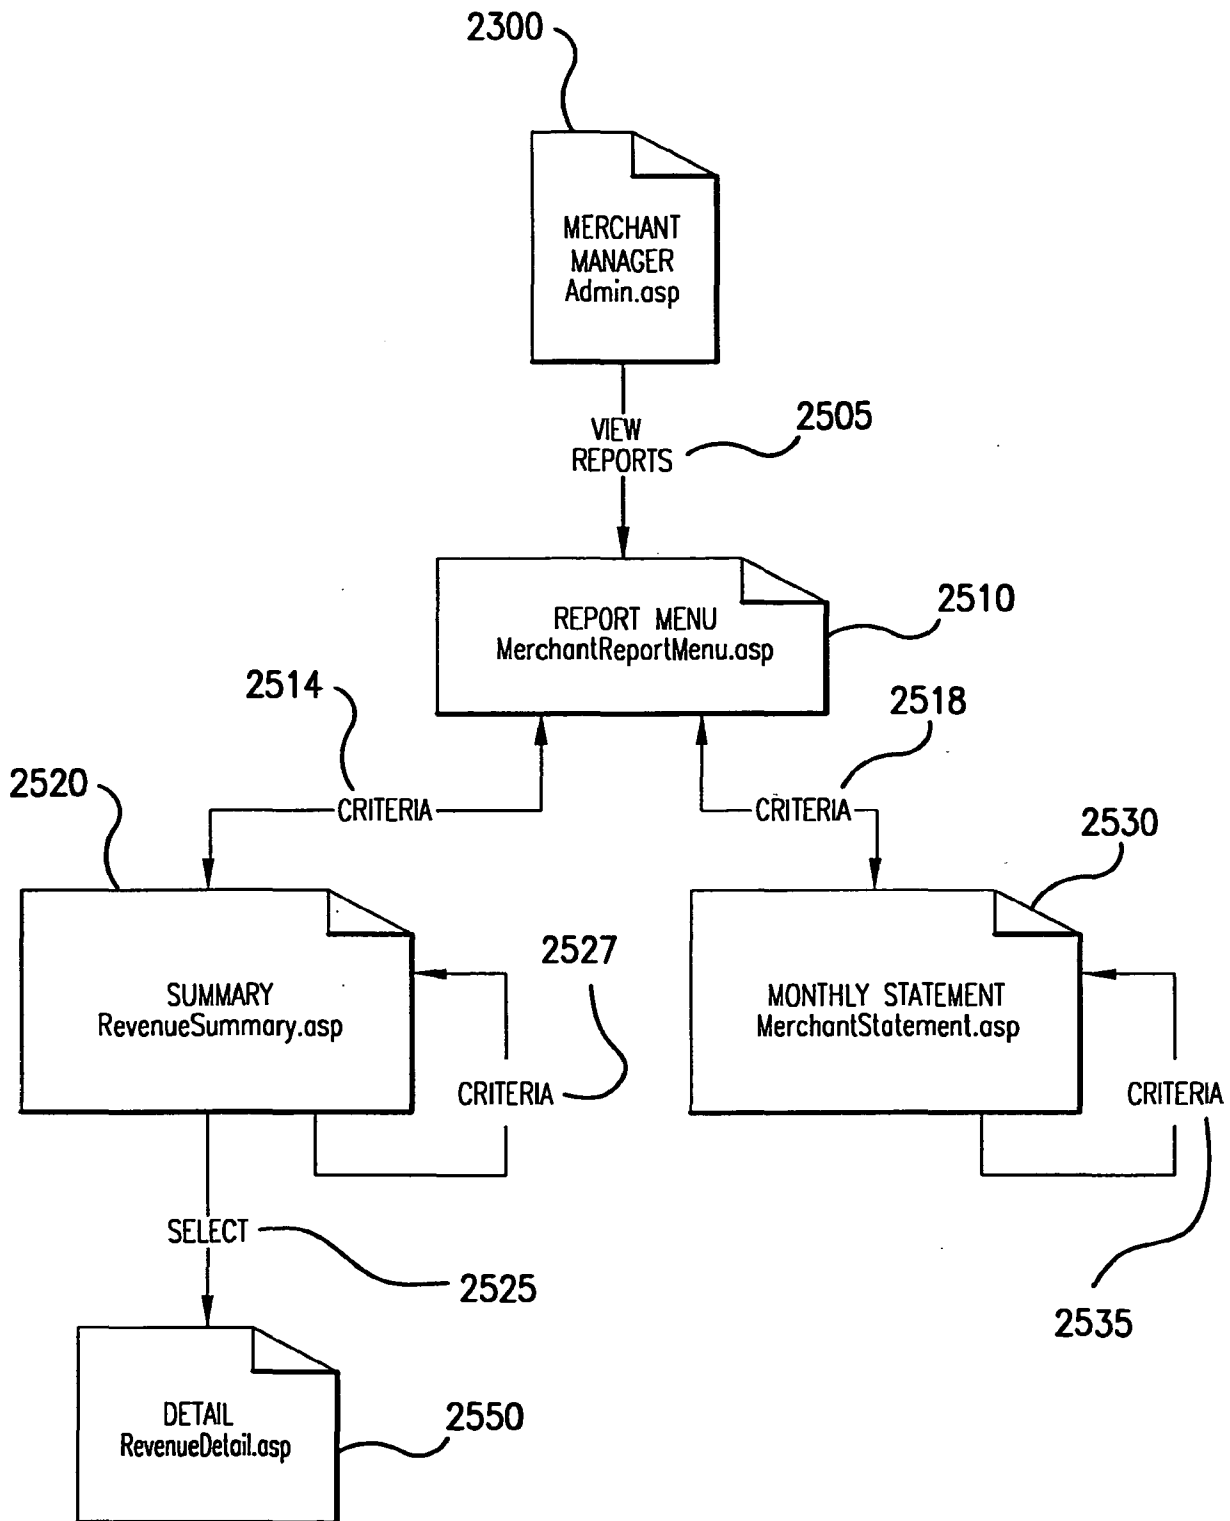 2300
MERCHANT
MANAGER
Admin.asp
VIEW
REPORTS
2505
REPORT MENU
MerchantReportMenu.asp
2510
2514
2518
CRITERIA
CRITERIA
2520
2530
SUMMARY
RevenueSummary.asp
2527
CRITERIA
MONTHLY STATEMENT
MerchantStatement.asp
CRITERIA
SELECT
2525
2535
DETAIL
RevenueDetail.asp
2550